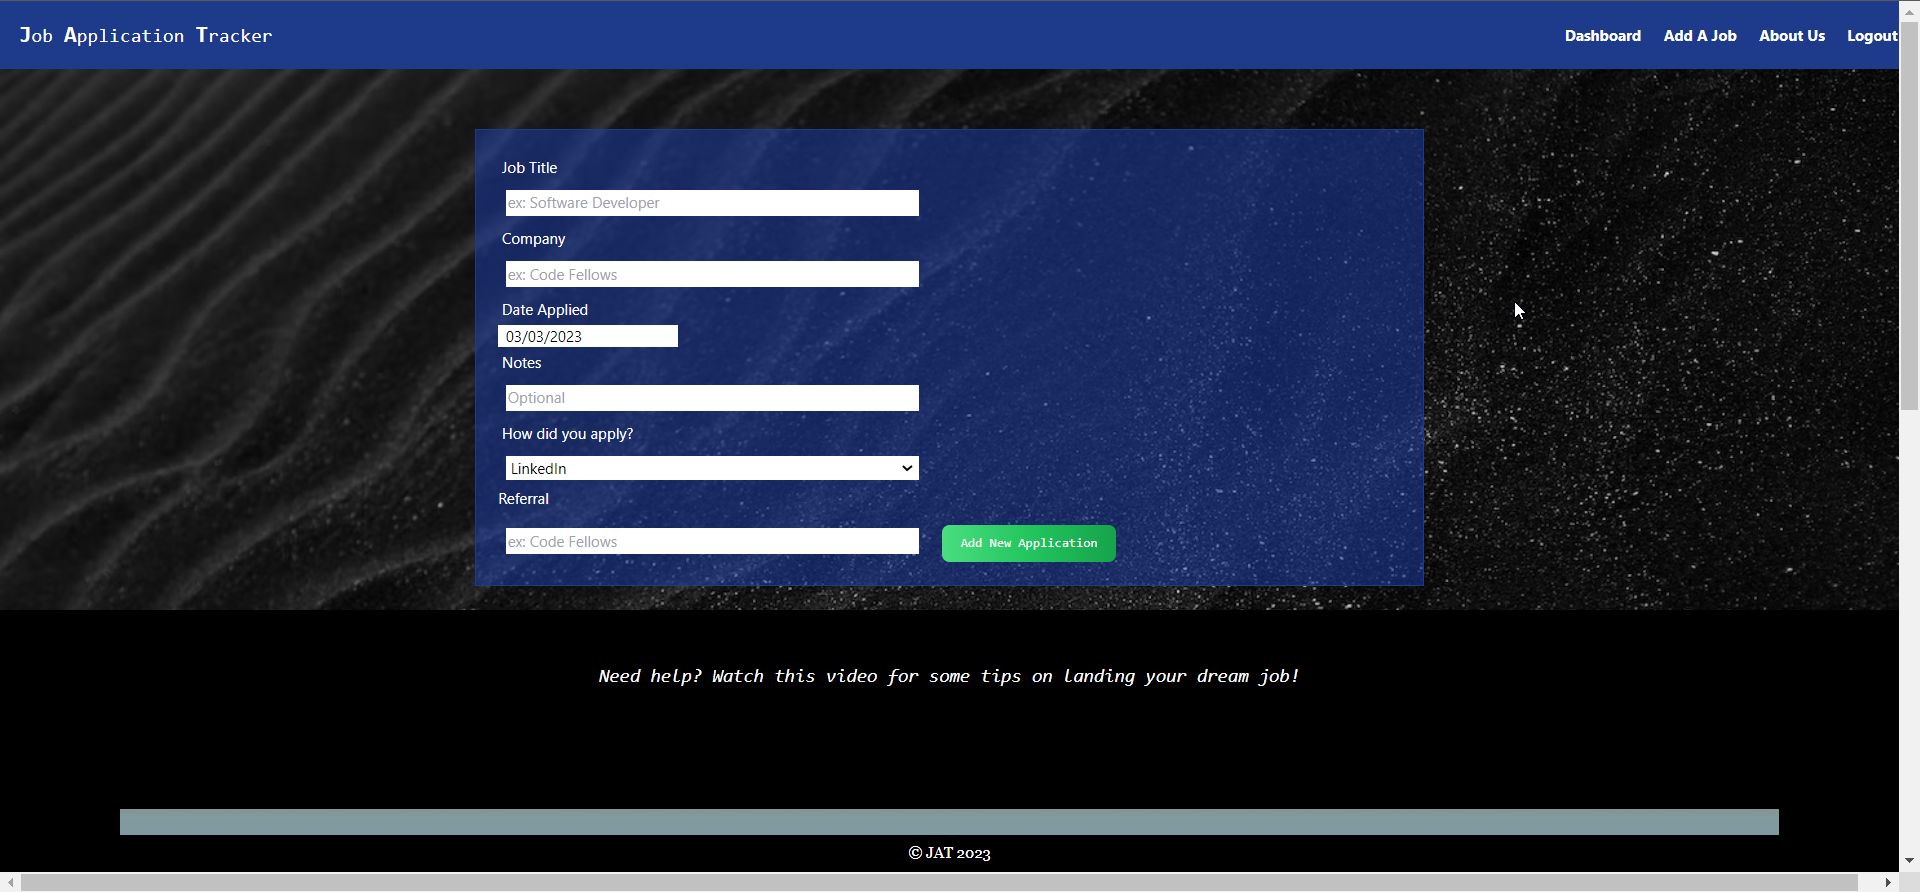 Job Application Tracker
Dashboard About Us Add A Job Logout
Job Title
ex: Software Developer
Company
ex: Code Fellows
Date Applied
03/03/2023
Notes
Optional
How did you apply?
LinkedIn
Referral
ex: Code Fellows
Add New Application
Need help? Watch this video for some tips on landing your dream job!
© JAT 2023